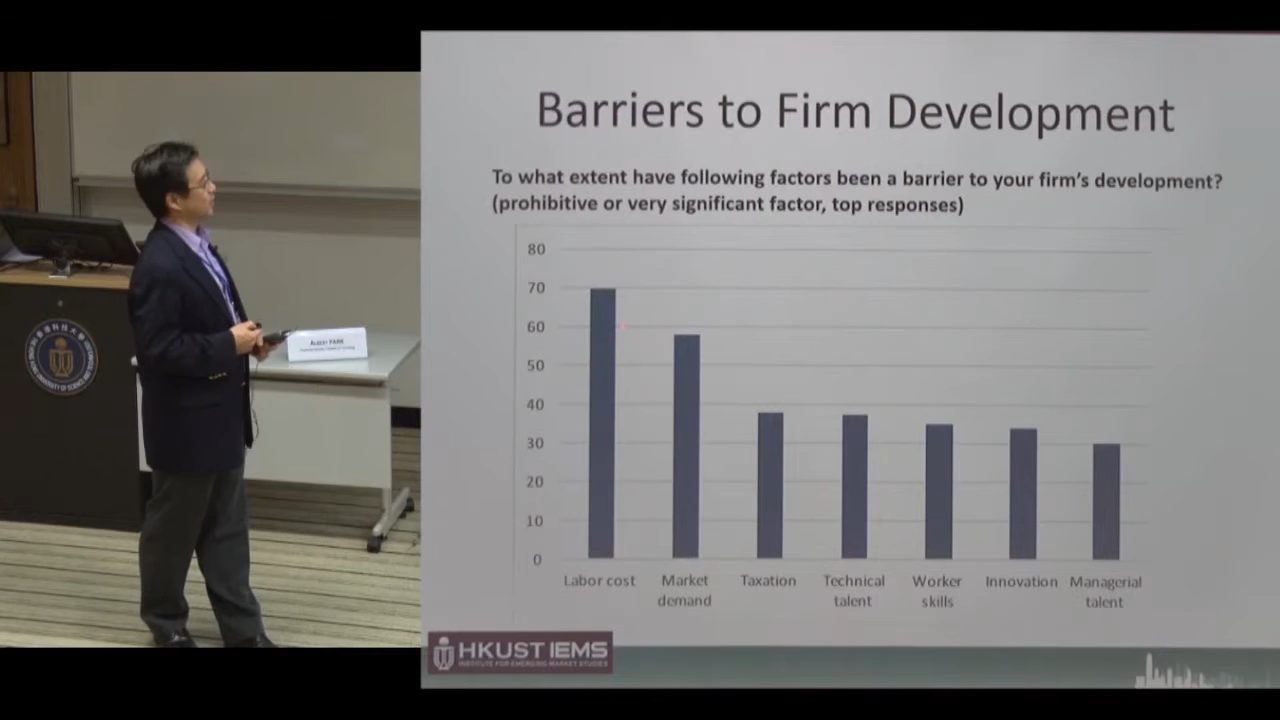 Barriers to Firm Development
To what extent have following factors been a barrier to your firm's development?
(prohibitive or very significant factor, top responses)
80
70
60
50
40
30
20
10
0
Labor cost
Market
demand
Taxation
Technical
talent
Worker
skills
Innovation
Managerial
talent
HKUST IEMS
INSTITUTE FOR EMERGING MARKET STUDIES
Albert PARK